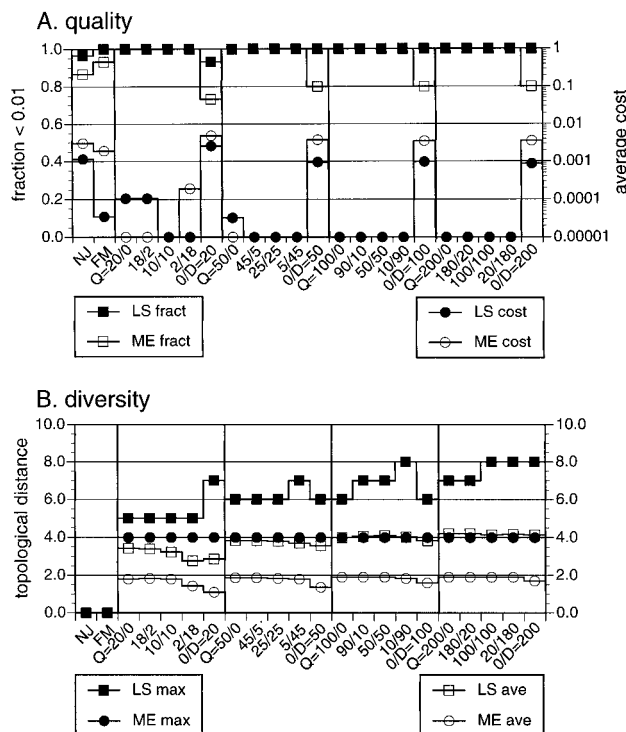 A. quality
fraction < 0.01
1.0
0.8
0.6
0.4
0.2
0.0
1
0.1
0.01
0.001
0.0001
0.00001
average cost
NJ
FM
Q=20/0
18/2
10/10
2/18
0/D=20
Q=50/0
45/5
25/25
5/45
0/D=50
Q=100/0
90/10
50/50
10/90
0/D=100
Q=200/0
180/20
100/100
20/180
0/D=200
LS fract
ME fract
LS cost
ME cost
B. diversity
topological distance
10.0
8.0
6.0
4.0
2.0
0.0
10.0
8.0
6.0
4.0
2.0
0.0
NJ
FM
Q=20/0
18/2
10/10
2/18
0/D=20
Q=50/0
45/5
25/25
5/45
0/D=50
Q=100/0
90/10
50/50
10/90
0/D=100
Q=200/0
180/20
100/100
20/180
0/D=200
LS max
ME max
LS ave
ME ave